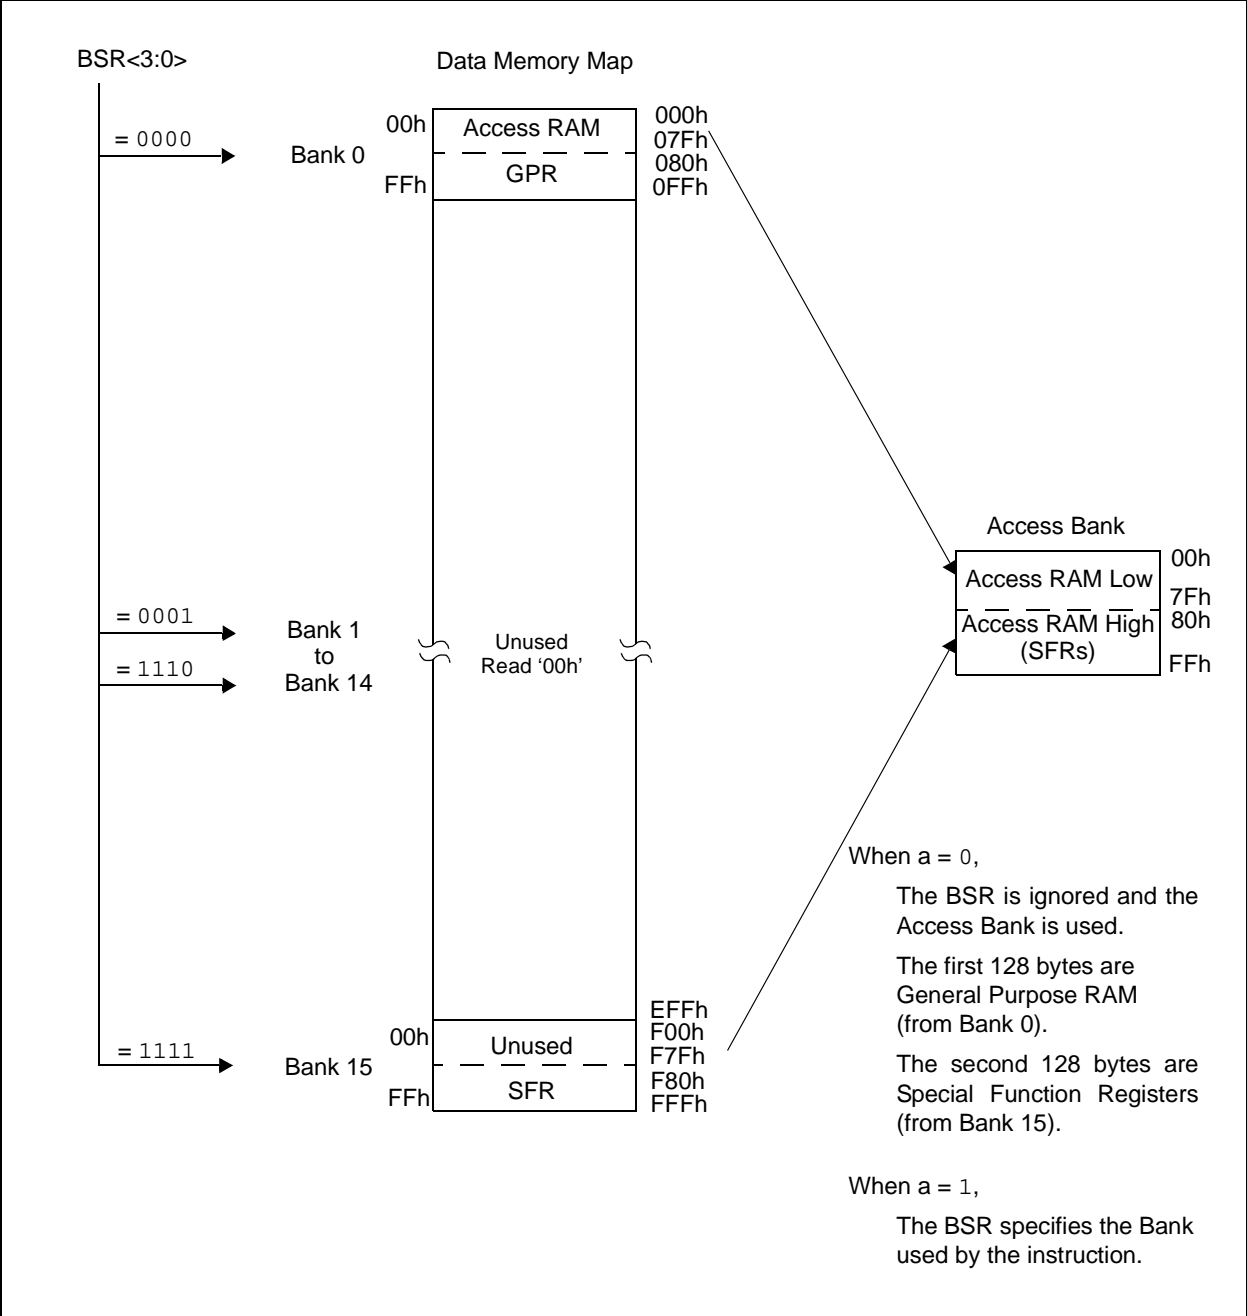 BSR<3:0>
Data Memory Map
= 0000
Bank 0
00h
FFh
Access RAM
GPR
000h
07Fh
080h
0FFh
= 0001
= 1110
Bank 1
to
Bank 14
Unused
Read ‘00h’
Access Bank
Access RAM Low
Access RAM High
(SFRs)
00h
7Fh
80h
FFh
= 1111
Bank 15
00h
FFh
Unused
SFR
EFFh
F00h
F7Fh
F80h
FFFh
When a = 0,
The BSR is ignored and the
Access Bank is used.
The first 128 bytes are
General Purpose RAM
(from Bank 0).
The second 128 bytes are
Special Function Registers
(from Bank 15).
When a = 1,
The BSR specifies the Bank
used by the instruction.